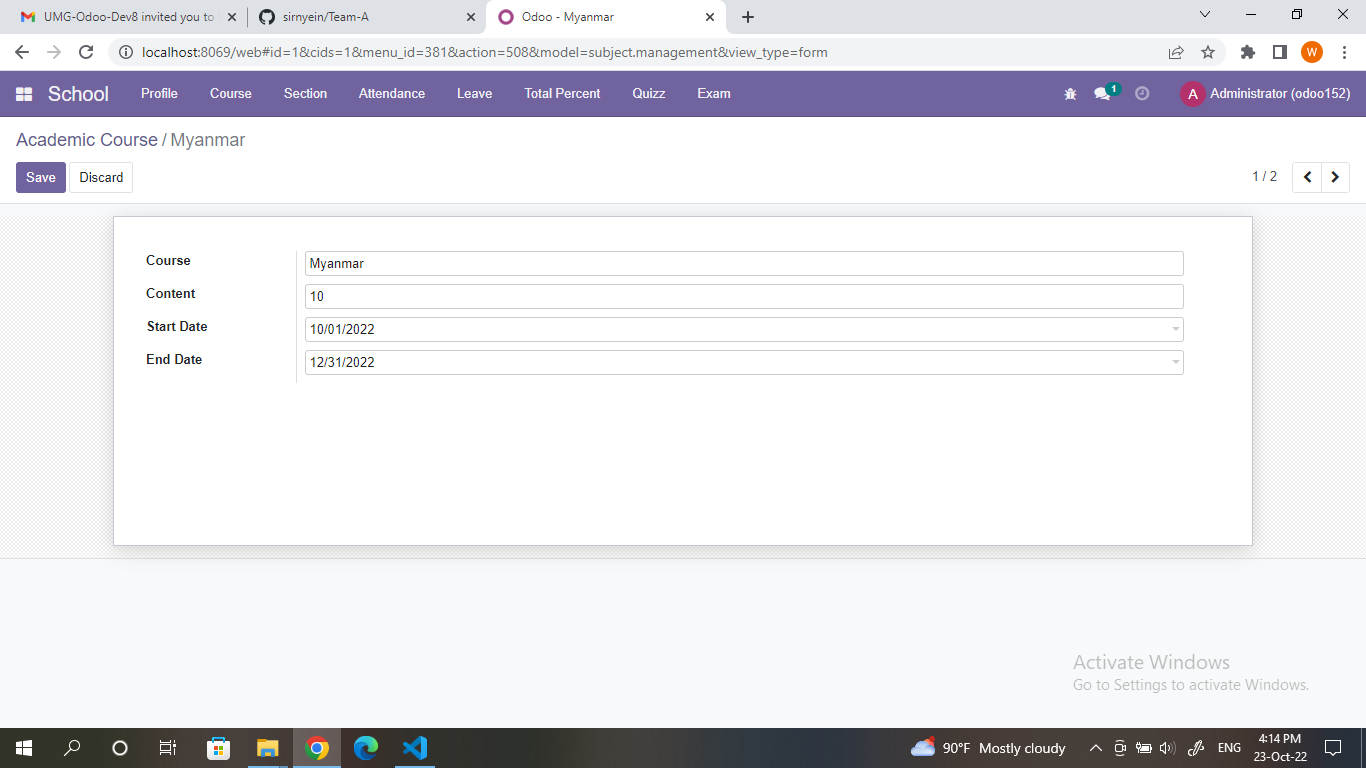 UMG-Odoo-Dev8 invited you to
sirnyein/Team-A
Odoo - Myanmar
localhost:8069/web#id=1&cids=1&menu_id=381&action=508&model=subject.management&view_type=form
W
School Profile Course Section Attendance Leave Total Percent Quizz Exam
1
A Administrator (odoo152)
Academic Course / Myanmar
Save Discard
1 / 2
Course Myanmar
Content 10
Start Date 10/01/2022
End Date 12/31/2022
Activate Windows
Go to Settings to activate Windows.
90°F Mostly cloudy
ENG
4:14 PM
23-Oct-22